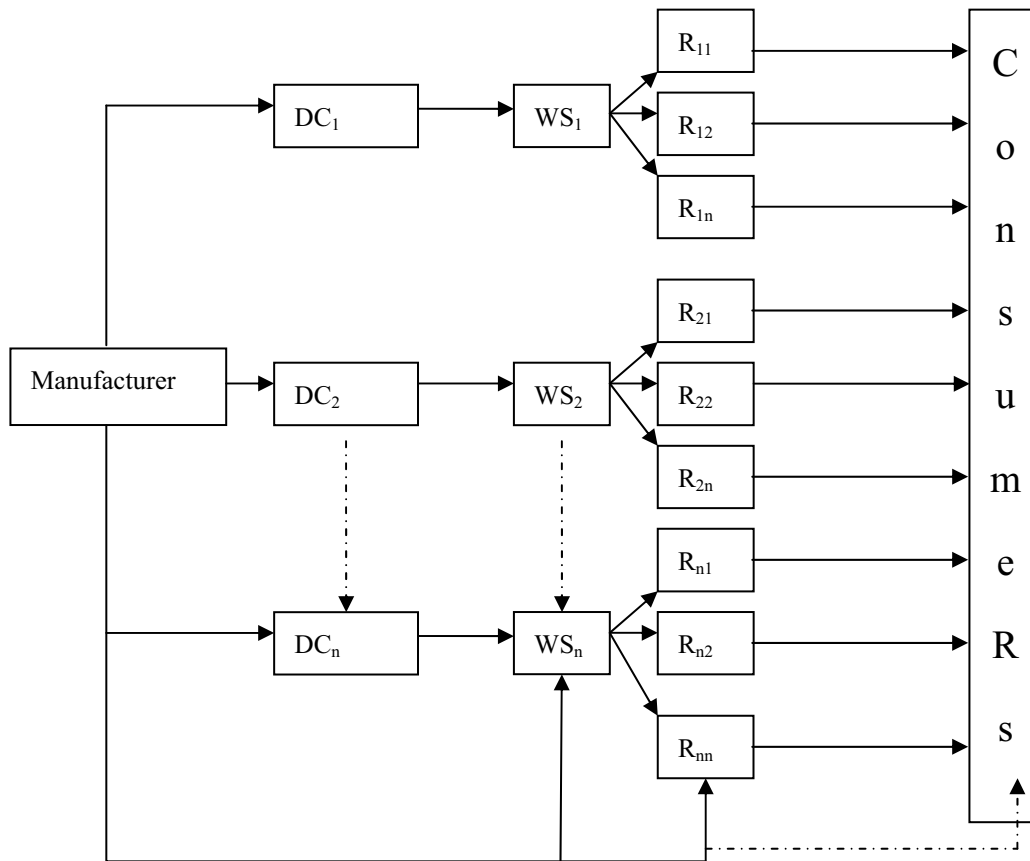 R₁₁
DC₁
WS₁
R₁₂
R₁ₙ
R₂₁
Manufacturer
DC₂
WS₂
R₂₂
R₂ₙ
Rₙ₁
DCₙ
WSₙ
Rₙ₂
Rₙₙ
C
o
n
s
u
m
e
R
s